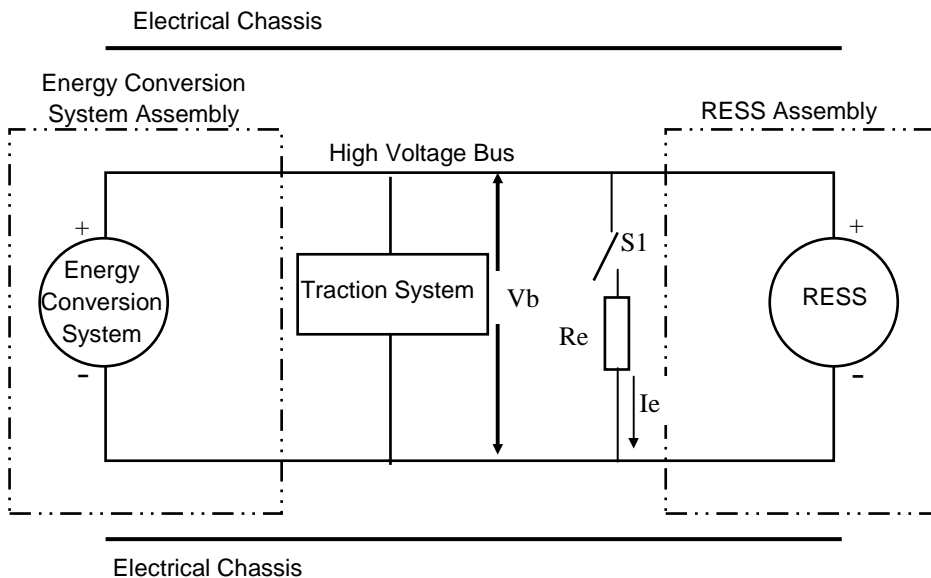 Electrical Chassis
Energy Conversion
System Assembly
RESS Assembly
High Voltage Bus
+
+
S1
Energy
Conversion
System
Traction System
Vb
RESS
Re
-
-
Ie
Electrical Chassis